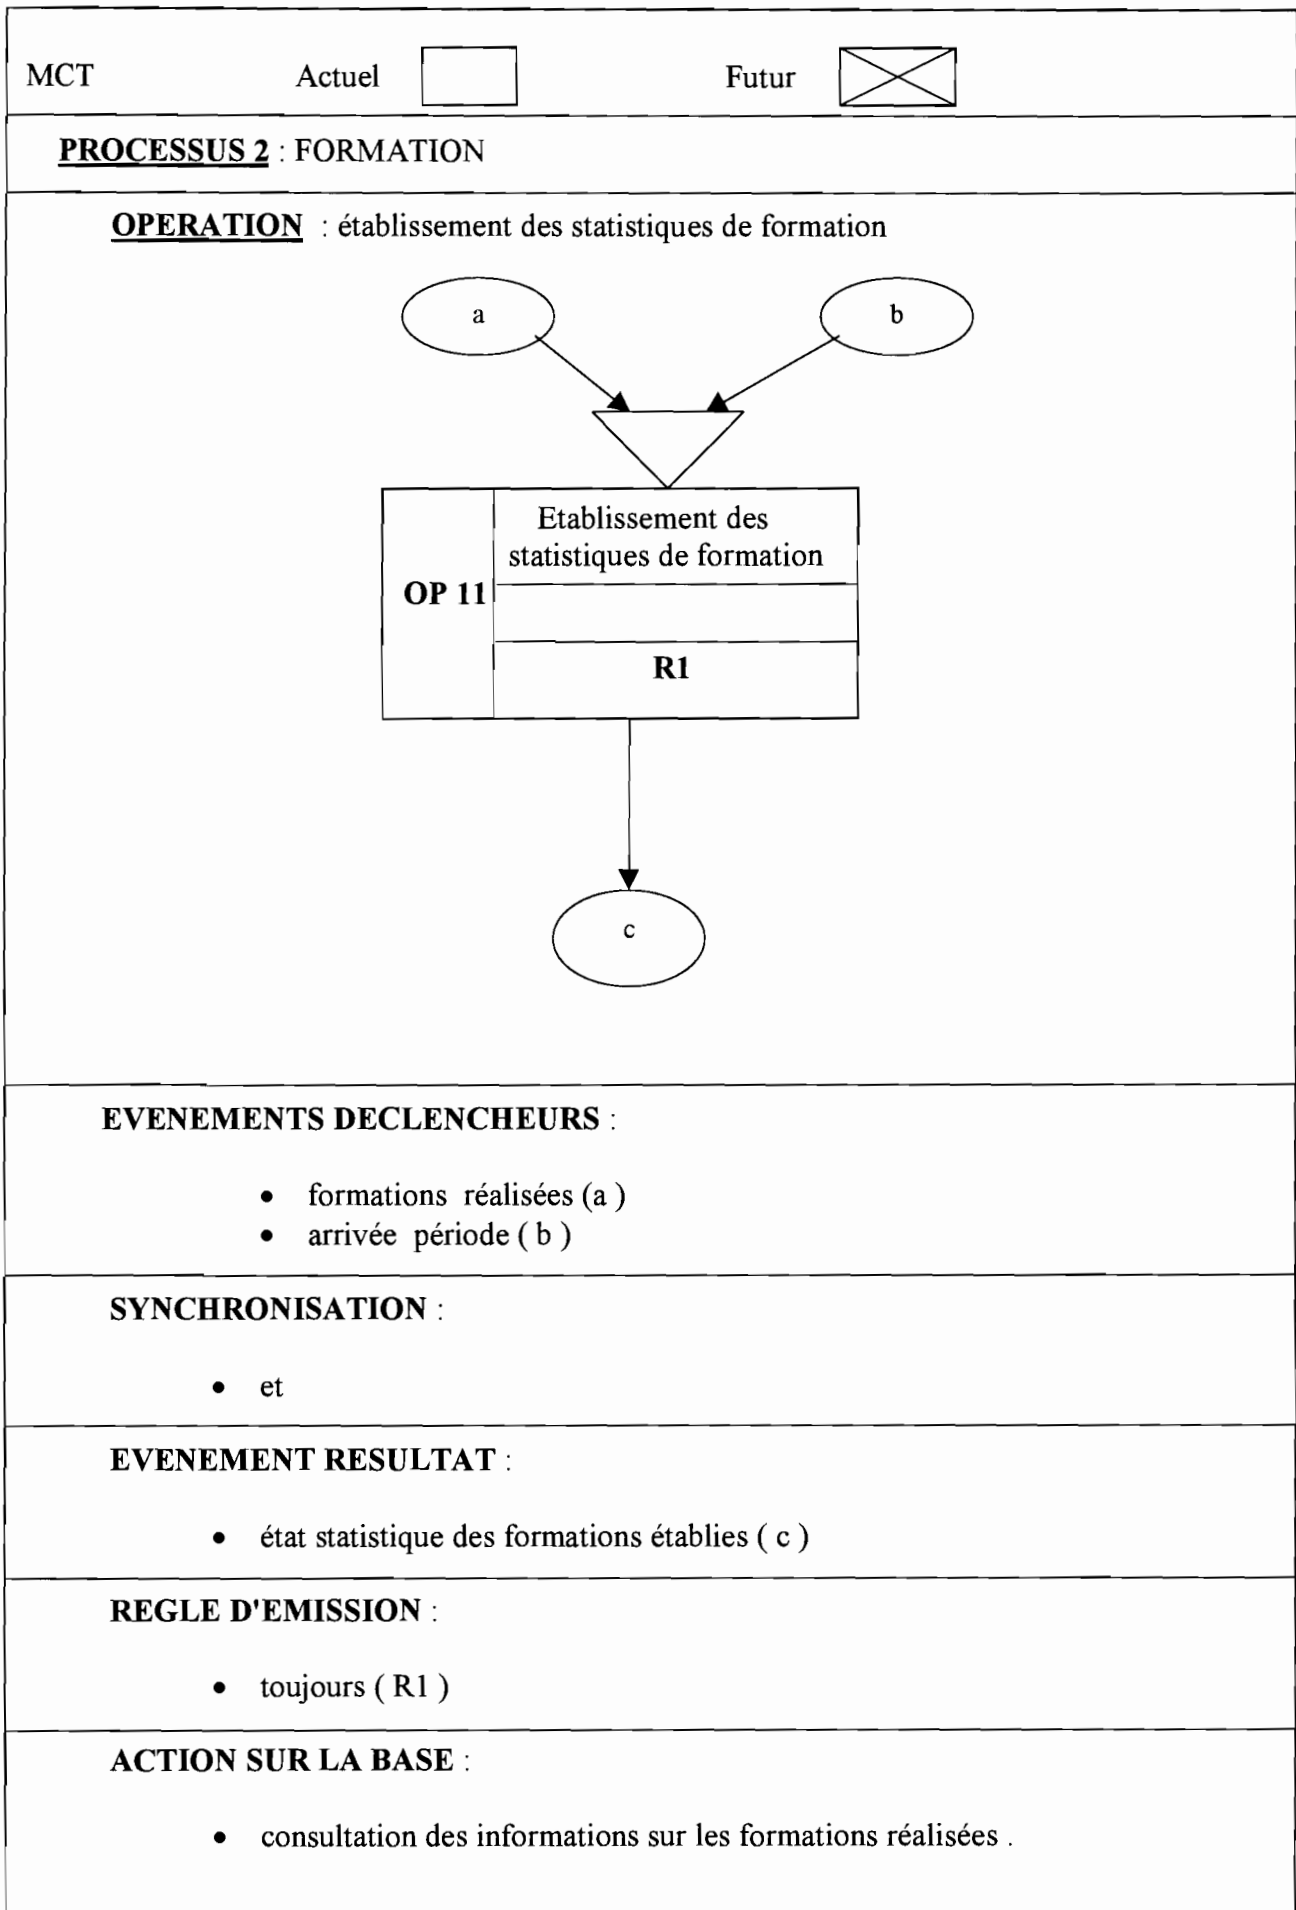 MCT Actuel Futur
PROCESSUS 2 : FORMATION
OPERATION : établissement des statistiques de formation
a b
Etablissement des
statistiques de formation
OP 11
R1
c
EVENEMENTS DECLENCHEURS :
• formations réalisées (a )
• arrivée période ( b )
SYNCHRONISATION :
• et
EVENEMENT RESULTAT :
• état statistique des formations établies ( c )
REGLE D'EMISSION :
• toujours ( R1 )
ACTION SUR LA BASE :
• consultation des informations sur les formations réalisées .